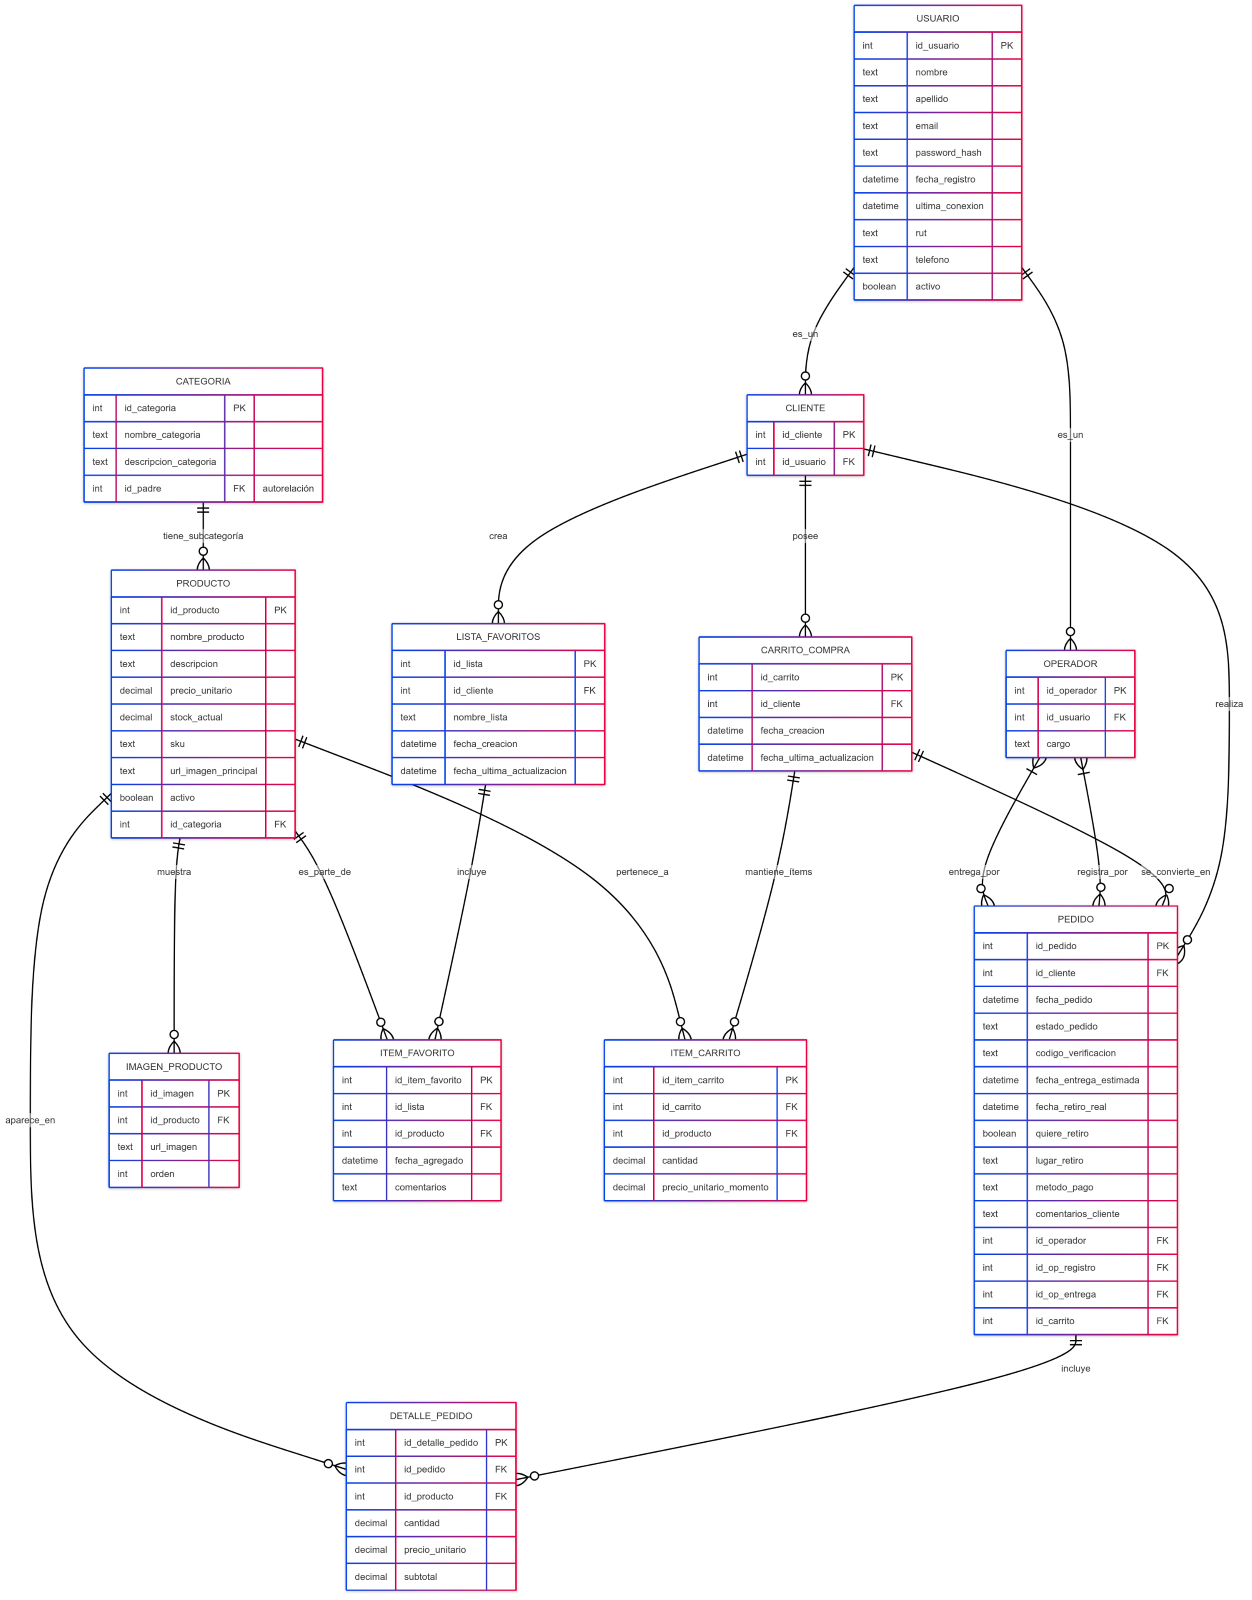 USUARIO
int id_usuario PK
text nombre
text apellido
text email
text password_hash
datetime fecha_registro
datetime ultima_conexion
text rut
text telefono
boolean activo
es_un
es_un
CATEGORIA
int id_categoria PK
text nombre_categoria
text descripcion_categoria
int id_padre FK autorelación
CLIENTE
int id_cliente PK
int id_usuario FK
tiene_subcategoría
crea
posee
realiza
PRODUCTO
int id_producto PK
text nombre_producto
text descripcion
decimal precio_unitario
decimal stock_actual
text sku
text url_imagen_principal
boolean activo
int id_categoria FK
LISTA_FAVORITOS
int id_lista PK
int id_cliente FK
text nombre_lista
datetime fecha_creacion
datetime fecha_ultima_actualizacion
CARRITO_COMPRA
int id_carrito PK
int id_cliente FK
datetime fecha_creacion
datetime fecha_ultima_actualizacion
OPERADOR
int id_operador PK
int id_usuario FK
text cargo
muestra
es_parte_de
incluye
pertenece_a
mantiene_ítems
entrega_por
registra_por
se_convierte_en
aparece_en
IMAGEN_PRODUCTO
int id_imagen PK
int id_producto FK
text url_imagen
int orden
ITEM_FAVORITO
int id_item_favorito PK
int id_lista FK
int id_producto FK
datetime fecha_agregado
text comentarios
ITEM_CARRITO
int id_item_carrito PK
int id_carrito FK
int id_producto FK
decimal cantidad
decimal precio_unitario_momento
PEDIDO
int id_pedido PK
int id_cliente FK
datetime fecha_pedido
text estado_pedido
text codigo_verificacion
datetime fecha_entrega_estimada
datetime fecha_retiro_real
boolean quiere_retiro
text lugar_retiro
text metodo_pago
text comentarios_cliente
int id_operador FK
int id_op_registro FK
int id_op_entrega FK
int id_carrito FK
incluye
DETALLE_PEDIDO
int id_detalle_pedido PK
int id_pedido FK
int id_producto FK
decimal cantidad
decimal precio_unitario
decimal subtotal